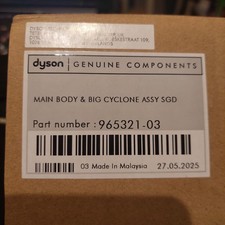 dyson GENUINE COMPONENTS
MAIN BODY & BIG CYCLONE ASSY SGD
Part number : 965321-03
03 Made In Malaysia 27.05.2025